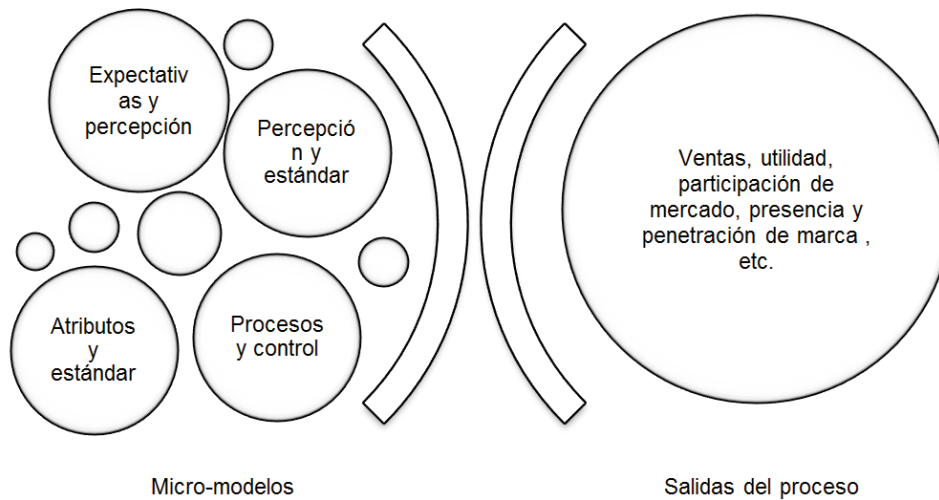 Expectativ
as y
percepción
Percepció
n y
estándar
Atributos
y
estándar
Procesos
y control
Ventas, utilidad,
participación de
mercado, presencia y
penetración de marca ,
etc.
Micro-modelos
Salidas del proceso